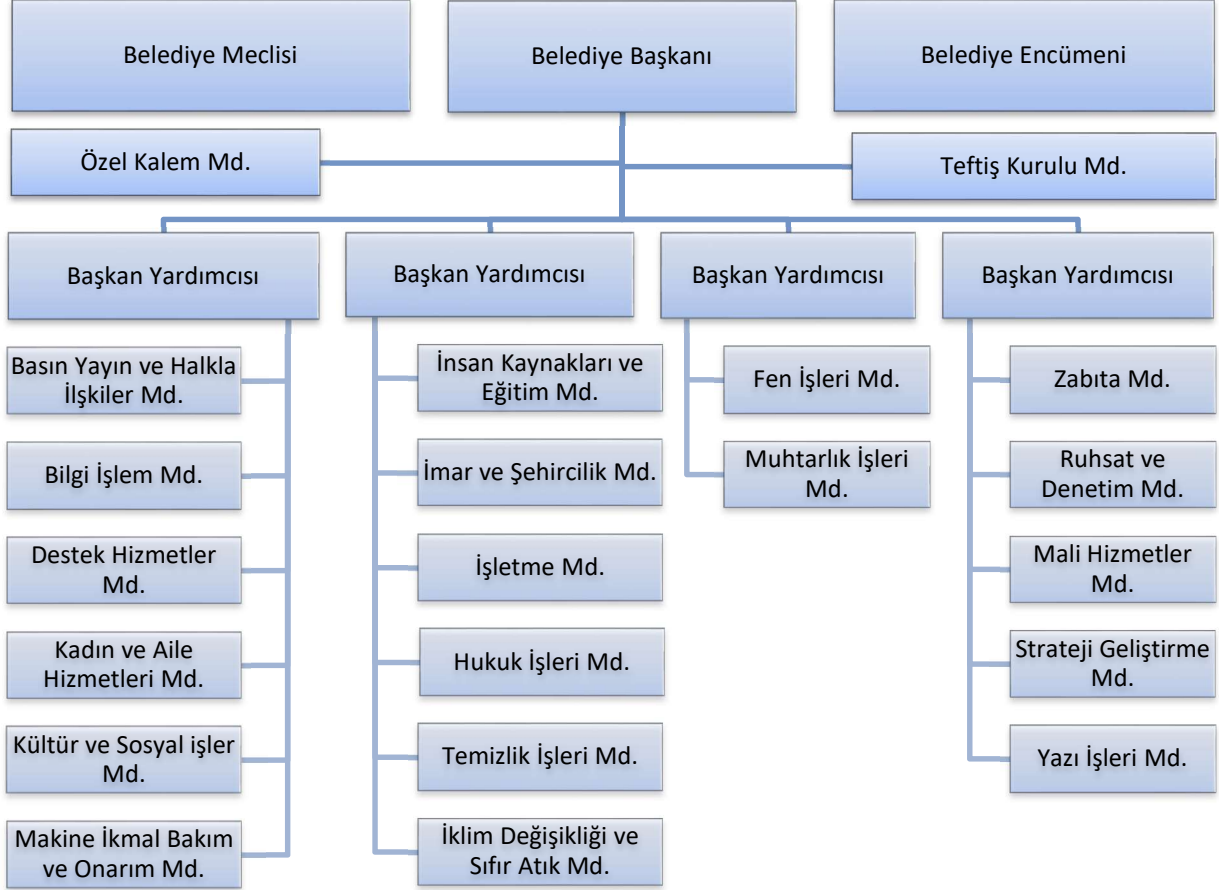 Belediye Meclisi
Belediye Başkanı
Belediye Encümeni
Özel Kalem Md.
Teftiş Kurulu Md.
Başkan Yardımcısı
Basın Yayın ve Halkla
İlşkiler Md.
Bilgi İşlem Md.
Destek Hizmetler
Md.
Kadın ve Aile
Hizmetleri Md.
Kültür ve Sosyal işler
Md.
Makine İkmal Bakım
ve Onarım Md.
Başkan Yardımcısı
İnsan Kaynakları ve
Eğitim Md.
İmar ve Şehircilik Md.
İşletme Md.
Hukuk İşleri Md.
Temizlik İşleri Md.
İklim Değişikliği ve
Sıfır Atık Md.
Başkan Yardımcısı
Fen İşleri Md.
Muhtarlık İşleri
Md.
Başkan Yardımcısı
Zabıta Md.
Ruhsat ve
Denetim Md.
Mali Hizmetler
Md.
Strateji Geliştirme
Md.
Yazı İşleri Md.